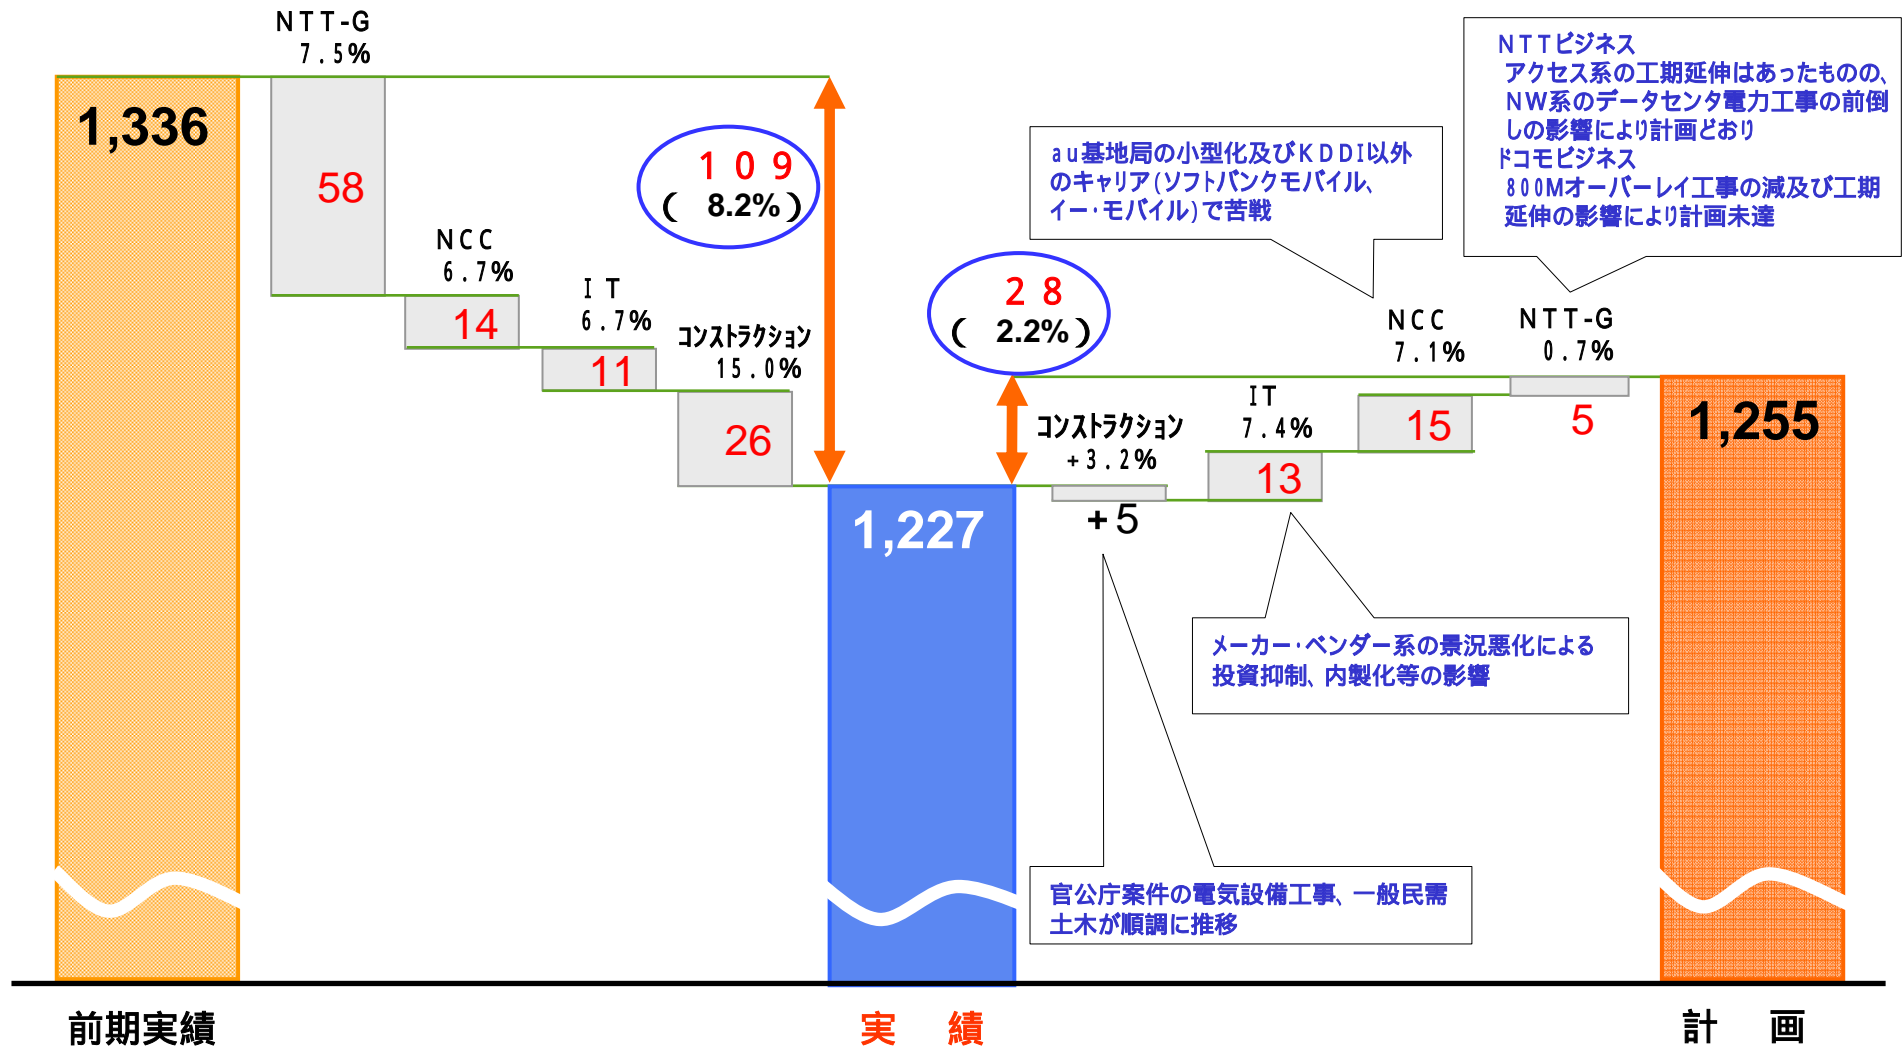 NTT-G
7.5%
1,336
58
109
( 8.2%)
NCC
6.7%
14
IT
6.7%
11
コンストラクション
15.0%
26
1,227
28
( 2.2%)
コンストラクション
+3.2%
+5
IT
7.4%
13
NCC
7.1%
15
NTT-G
0.7%
5
1,255
au基地局の小型化及びKDDI以外
のキャリア(ソフトバンクモバイル、
イー・モバイル)で苦戦
NTTビジネス
アクセス系の工期延伸はあったものの、
NW系のデータセンタ電力工事の前倒
しの影響により計画どおり
ドコモビジネス
800Mオーバーレイ工事の減及び工期
延伸の影響により計画未達
メーカー・ベンダー系の景況悪化による
投資抑制、内製化等の影響
官公庁案件の電気設備工事、一般民需
土木が順調に推移
前期実績
実 績
計 画